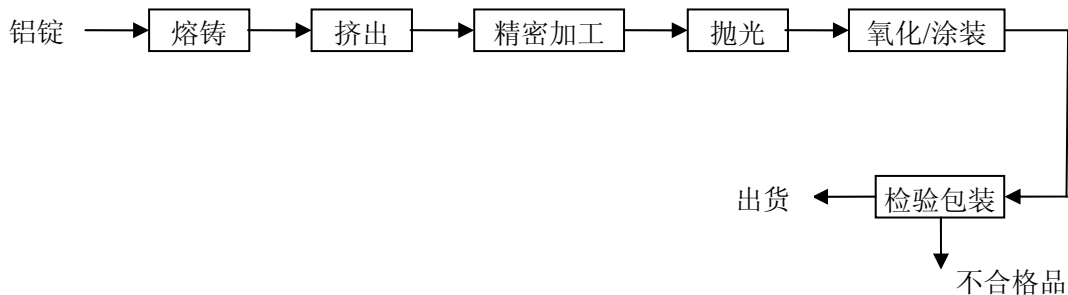 铝锭 熔铸 挤出 精密加工 抛光 氧化/涂装
出货 检验包装
不合格品